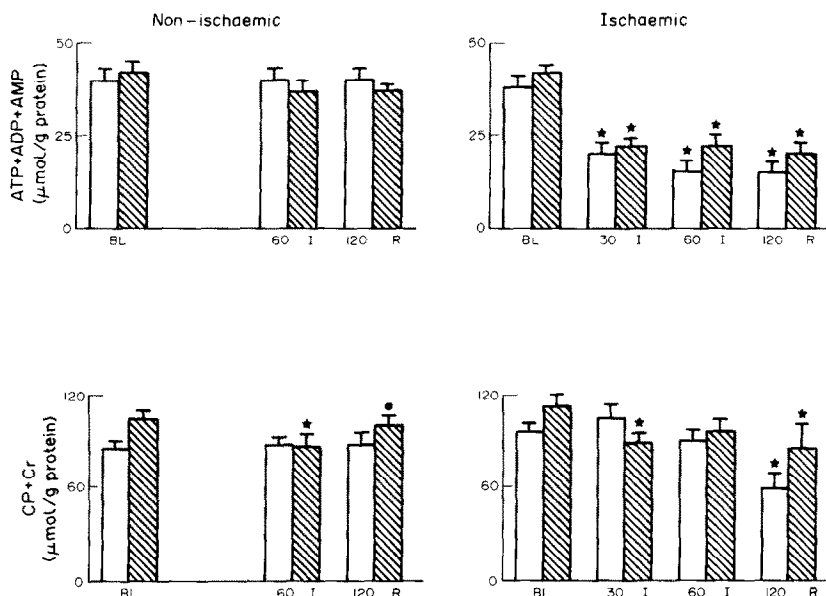 Non-ischaemic
Ischaemic
ATP+ADP+AMP
(μmol/g protein)
50
25
0
BL
60 I
120 R
50
25
0
★ ★
★ ★
★ ★
BL
30 I
60 I
120 R
CP+Cr
(μmol/g protein)
120
60
0
★
●
BL
60 I
120 R
120
60
0
★
★ ★
BL
30 I
60 I
120 R